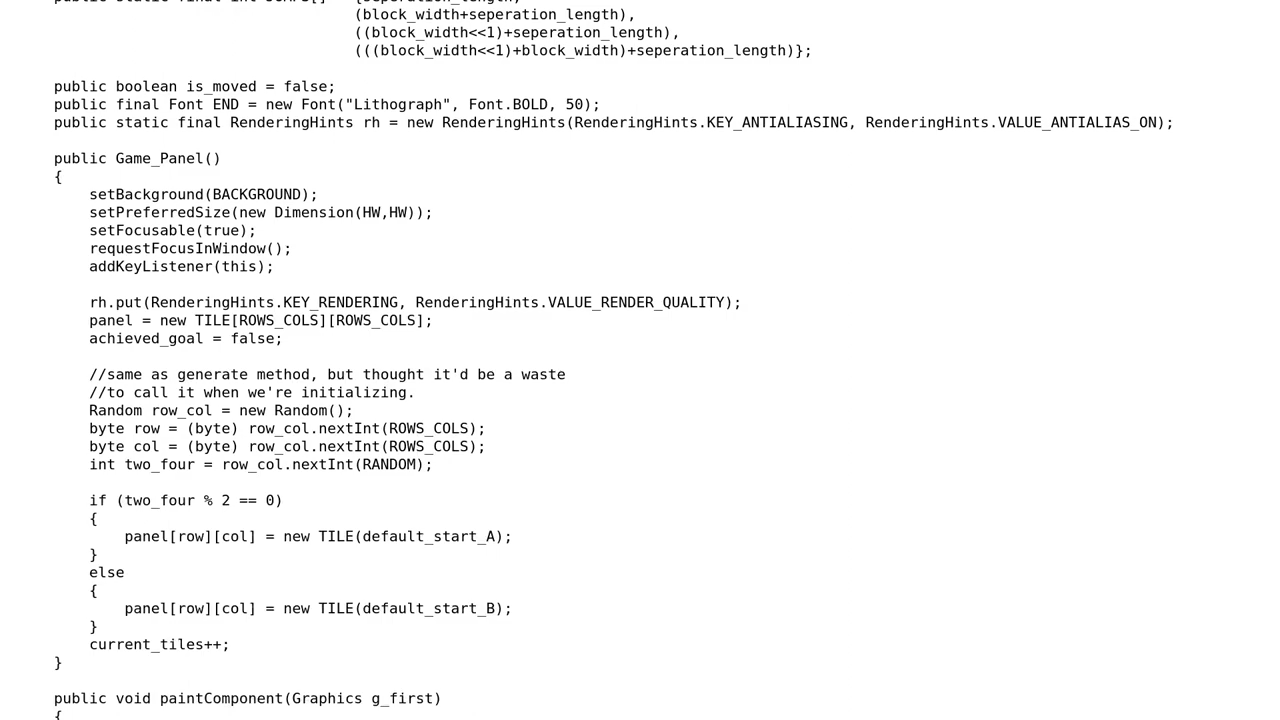 (block_width+seperation_length),
((block_width<<1)+seperation_length),
(((block_width<<1)+block_width)+seperation_length)};
public boolean is_moved = false;
public final Font END = new Font("Lithograph", Font.BOLD, 50);
public static final RenderingHints rh = new RenderingHints(RenderingHints.KEY_ANTIALIASING, RenderingHints.VALUE_ANTIALIAS_ON);
public Game_Panel()
{
setBackground(BACKGROUND);
setPreferredSize(new Dimension(HW,HW));
setFocusable(true);
requestFocusInWindow();
addKeyListener(this);
rh.put(RenderingHints.KEY_RENDERING, RenderingHints.VALUE_RENDER_QUALITY);
panel = new TILE[ROWS_COLS][ROWS_COLS];
achieved_goal = false;
//same as generate method, but thought it'd be a waste
//to call it when we're initializing.
Random row_col = new Random();
byte row = (byte) row_col.nextInt(ROWS_COLS);
byte col = (byte) row_col.nextInt(ROWS_COLS);
int two_four = row_col.nextInt(RANDOM);
if (two_four % 2 == 0)
{
panel[row][col] = new TILE(default_start_A);
}
else
{
panel[row][col] = new TILE(default_start_B);
}
current_tiles++;
}
public void paintComponent(Graphics g_first)
{